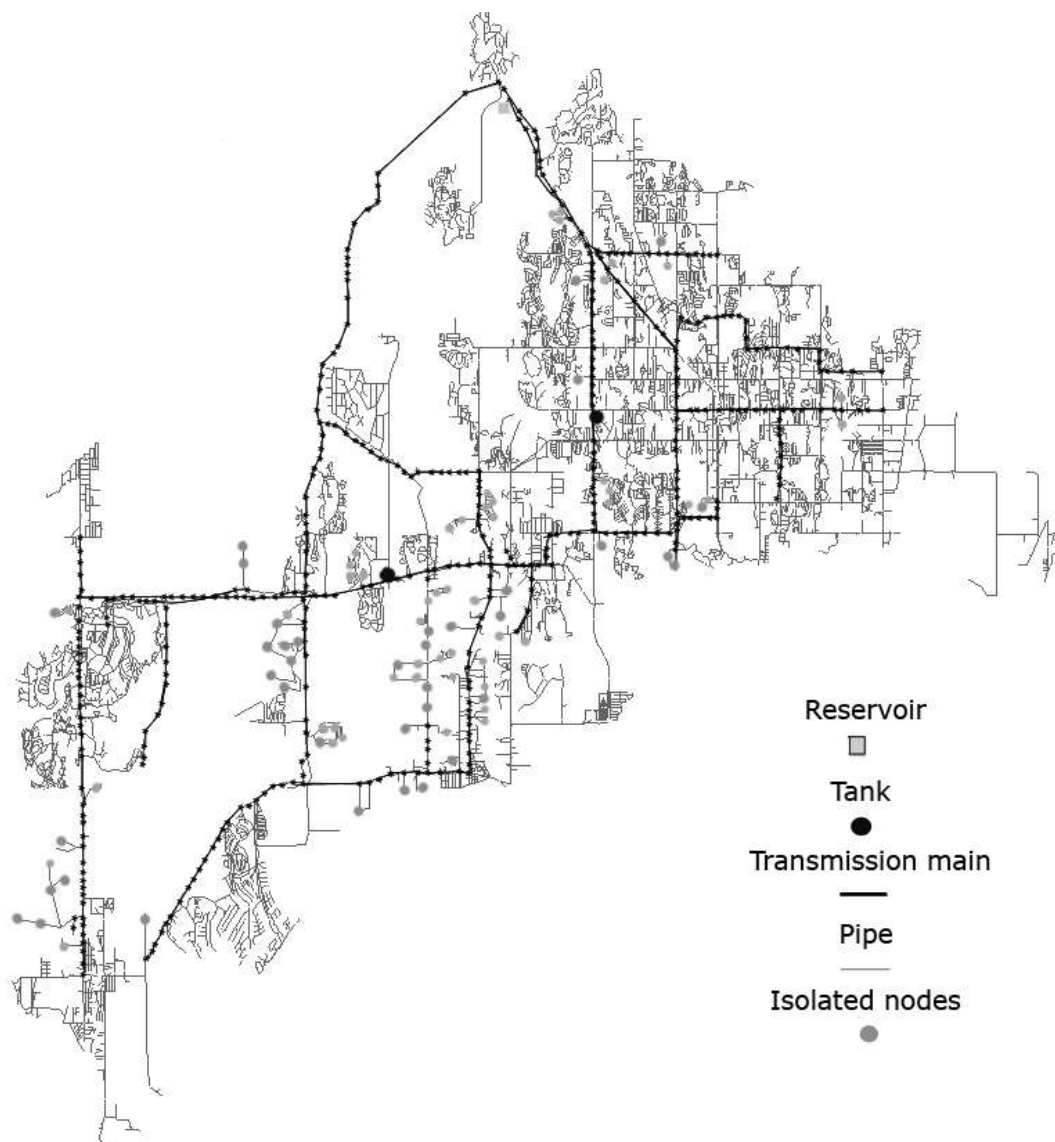 Reservoir
Tank
Transmission main
Pipe
Isolated nodes